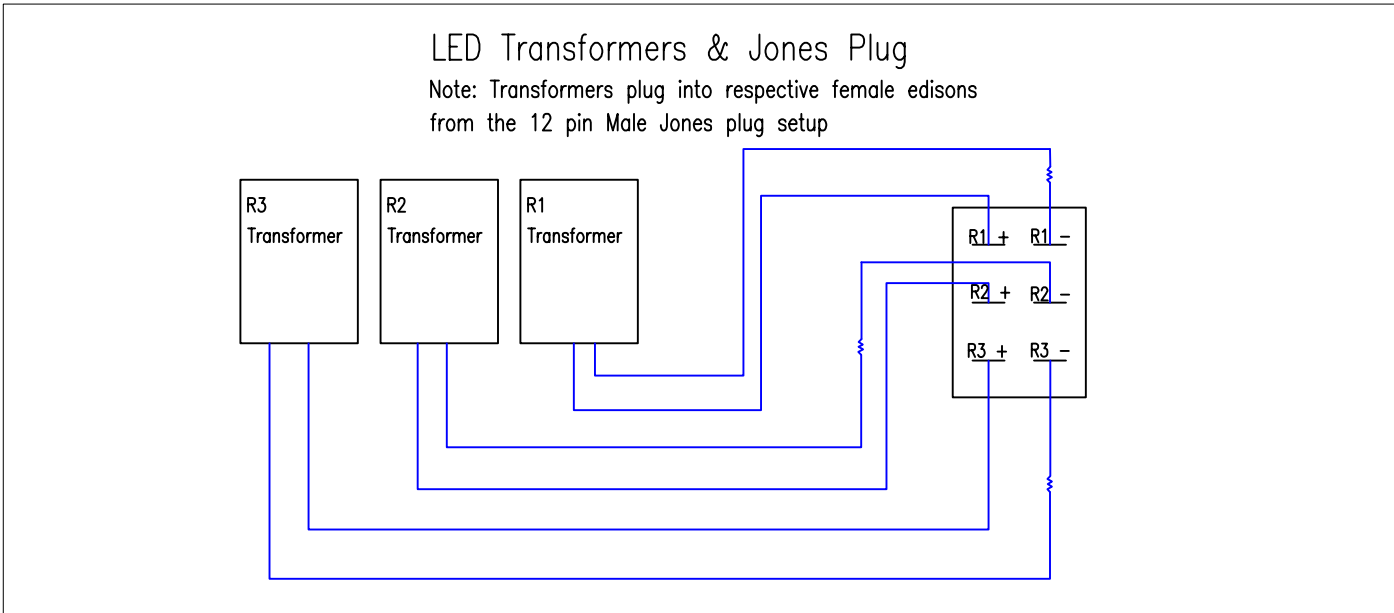 LED Transformers & Jones Plug
Note: Transformers plug into respective female edisons
from the 12 pin Male Jones plug setup
R3
Transformer
R2
Transformer
R1
Transformer
R1 + R1 -
R2 + R2 -
R3 + R3 -